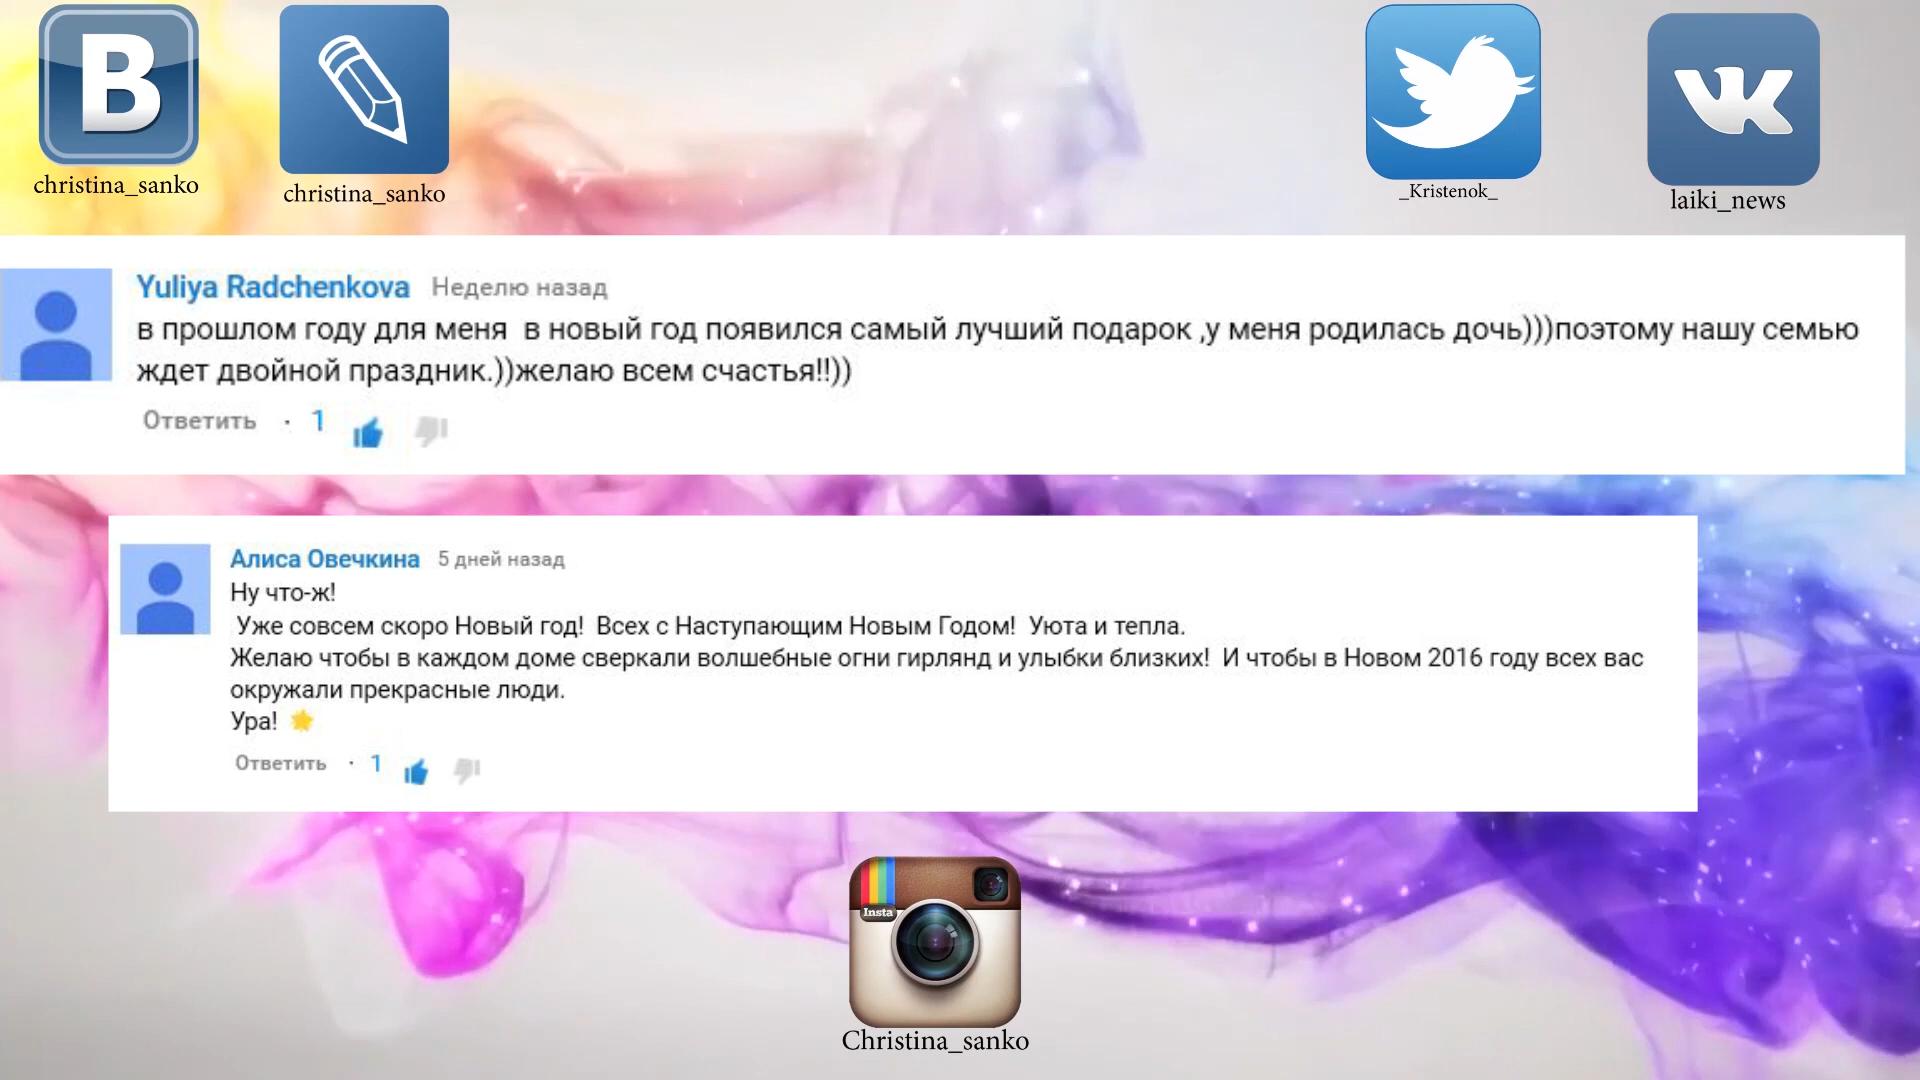 B
christina_sanko
christina_sanko
_Kristenok_
laiki_news
Yuliya Radchenkova Неделю назад
в прошлом году для меня в новый год появился самый лучший подарок ,у меня родилась дочь)))поэтому нашу семью
ждет двойной праздник.))желаю всем счастья!!))
Ответить · 1
Алиса Овечкина 5 дней назад
Ну что-ж!
Уже совсем скоро Новый год! Всех с Наступающим Новым Годом! Уюта и тепла.
Желаю чтобы в каждом доме сверкали волшебные огни гирлянд и улыбки близких! И чтобы в Новом 2016 году всех вас
окружали прекрасные люди.
Ура!
Ответить · 1
Insta
Christina_sanko